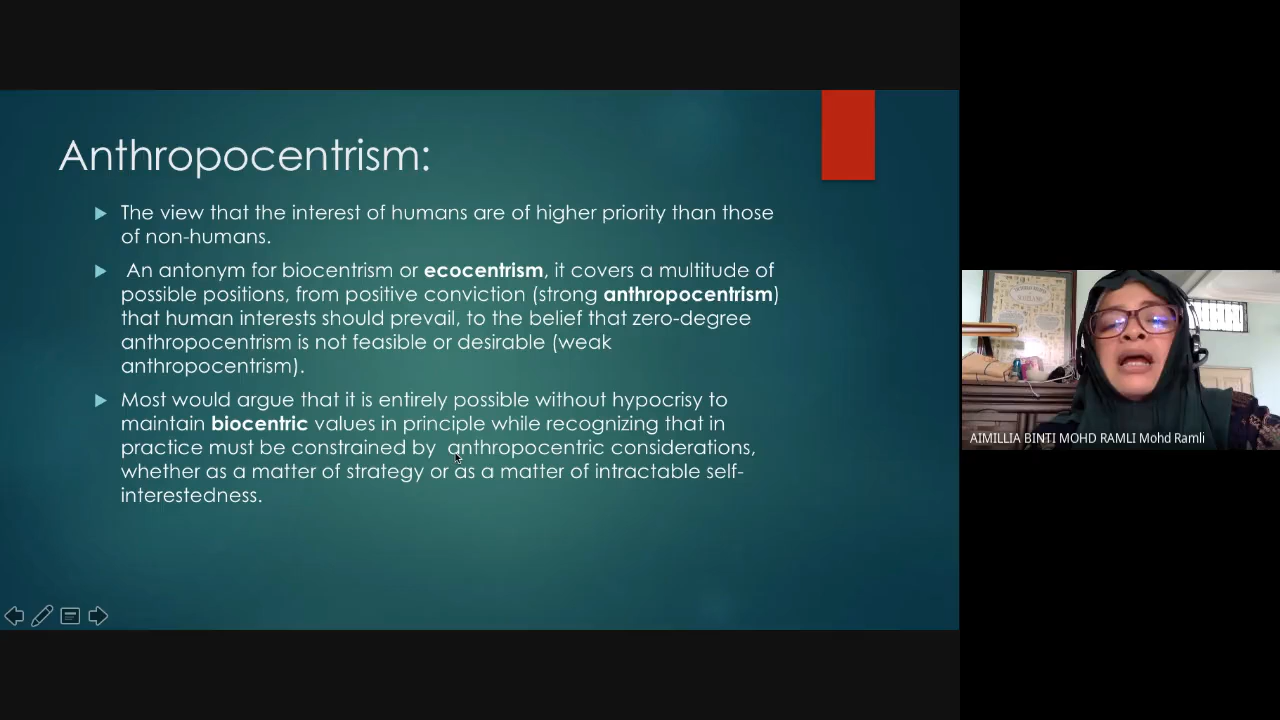 Anthropocentrism:
The view that the interest of humans are of higher priority than those
of non-humans.
An antonym for biocentrism or ecocentrism, it covers a multitude of
possible positions, from positive conviction (strong anthropocentrism)
that human interests should prevail, to the belief that zero-degree
anthropocentrism is not feasible or desirable (weak
anthropocentrism).
Most would argue that it is entirely possible without hypocrisy to
maintain biocentric values in principle while recognizing that in
practice must be constrained by anthropocentric considerations,
whether as a matter of strategy or as a matter of intractable self-
interestedness.
AIMILLIA BINTI MOHD RAMLI Mohd Ramli